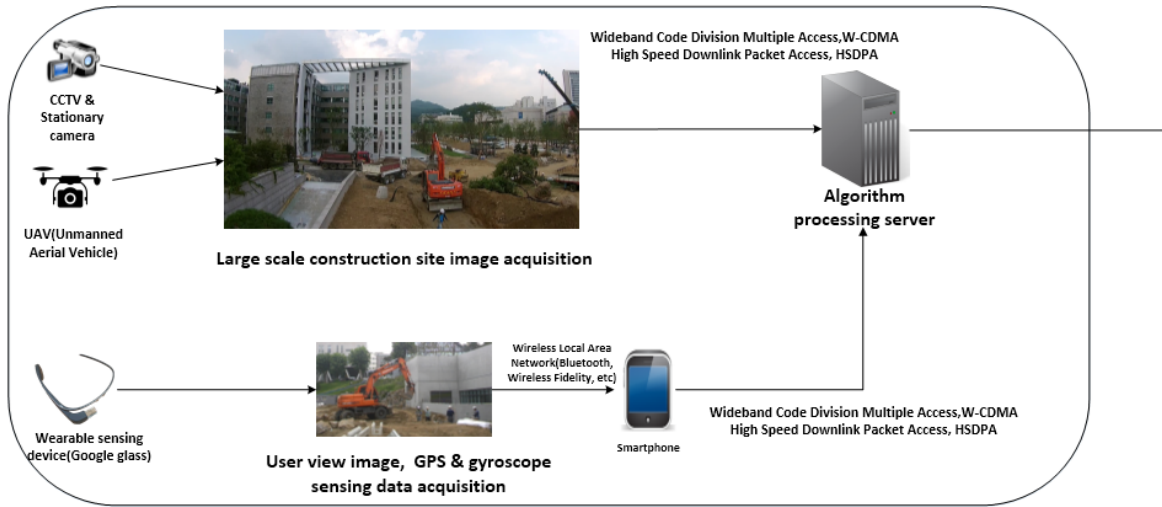 Wideband Code Division Multiple Access,W-CDMA
High Speed Downlink Packet Access, HSDPA
CCTV &
Stationary
camera
UAV(Unmanned
Aerial Vehicle)
Algorithm
processing server
Large scale construction site image acquisition
Wireless Local Area
Network(Bluetooth,
Wireless Fidelity, etc)
Wideband Code Division Multiple Access,W-CDMA
High Speed Downlink Packet Access, HSDPA
Wearable sensing
device(Google glass)
Smartphone
User view image, GPS & gyroscope
sensing data acquisition